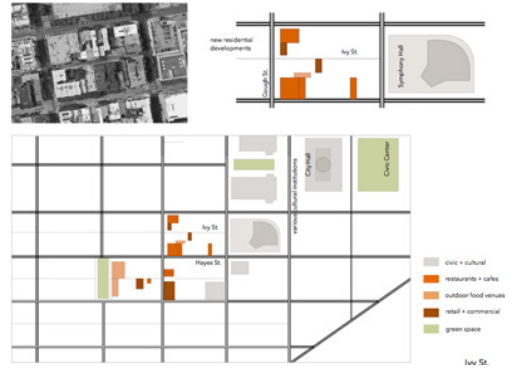 new residential
developments
Gough St.
Ivy St.
Symphony Hall
various cultural institutions
City Hall
Civic Center
Ivy St.
Hayes St.
civic + cultural
restaurants + cafes
outdoor food venues
retail + commercial
green space
Ivy St.